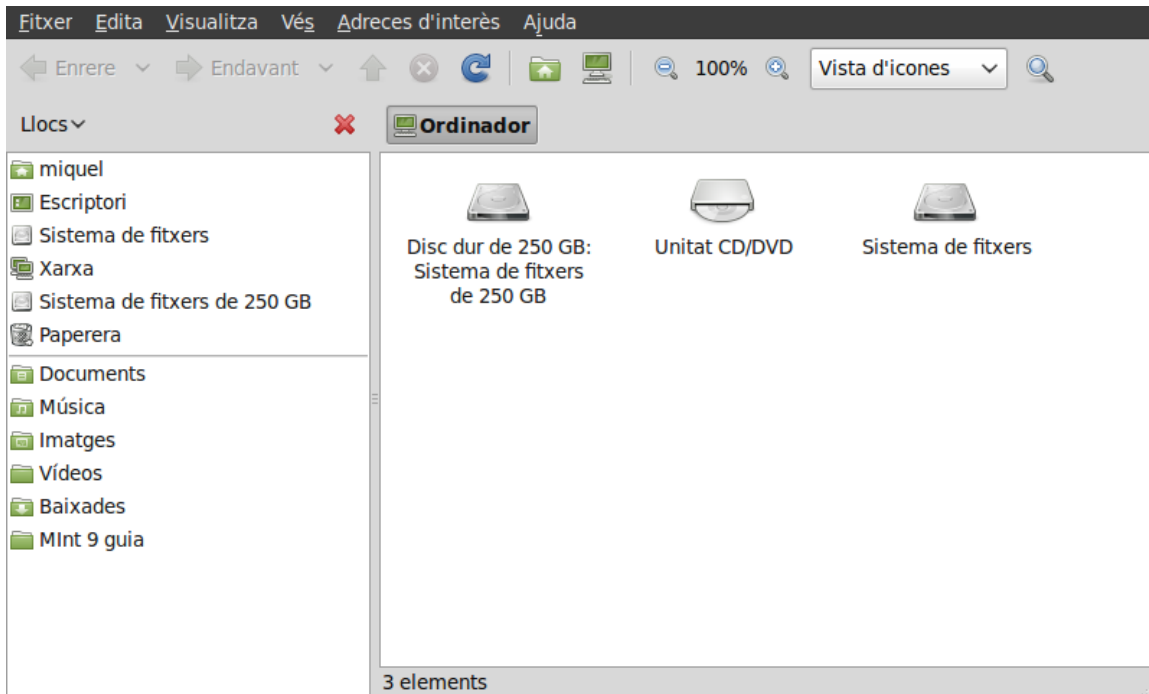 Fitxer Edita Visualitza Vés Adreces d'interès Ajuda
Enrere Endavant 100% Vista d'icones
Llocs Ordinador
miquel
Escriptori
Sistema de fitxers
Xarxa
Sistema de fitxers de 250 GB
Paperera
Documents
Música
Imatges
Vídeos
Baixades
MInt 9 guia
Disc dur de 250 GB:
Sistema de fitxers
de 250 GB
Unitat CD/DVD
Sistema de fitxers
3 elements